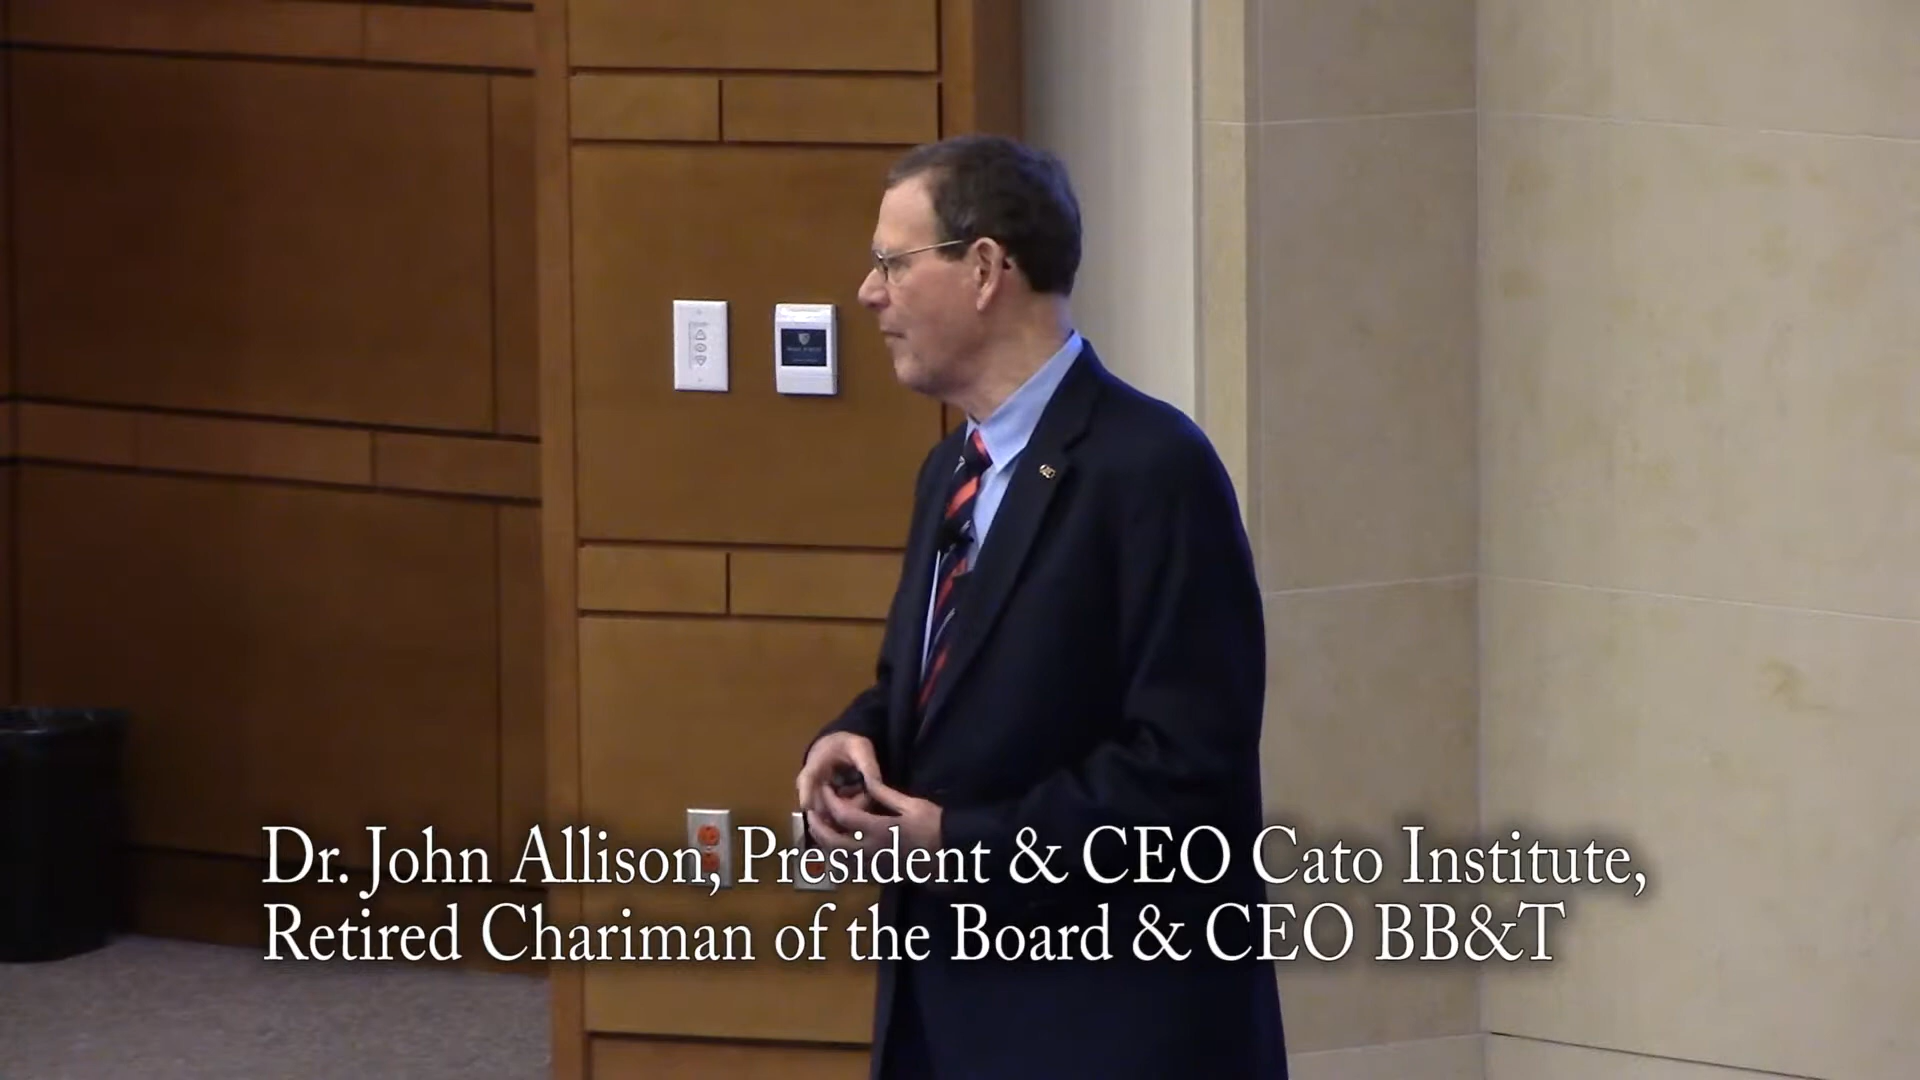 Dr. John Allison, President & CEO Cato Institute,
Retired Chariman of the Board & CEO BB&T